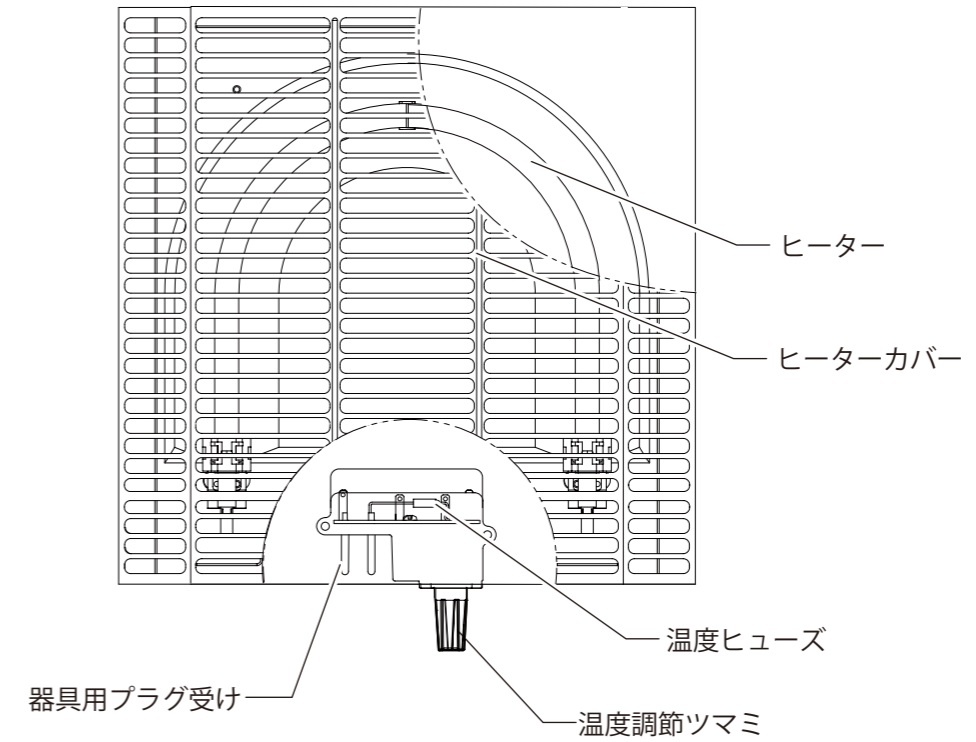 ヒーター
ヒーターカバー
温度ヒューズ
器具用プラグ受け
温度調節ツマミ